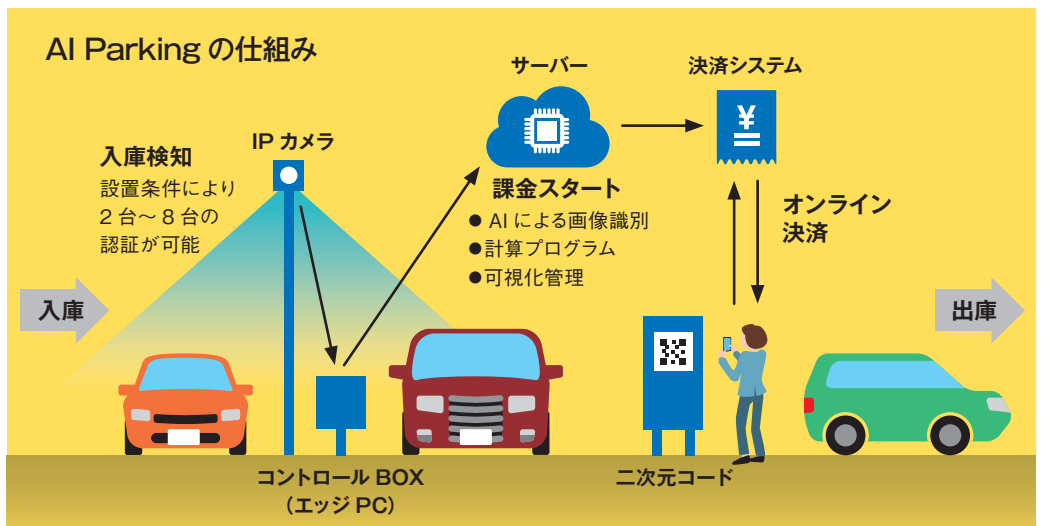 AI Parking の仕組み
入庫検知
設置条件により
2 台〜 8 台の
認証が可能
IP カメラ
サーバー
決済システム
¥
課金スタート
● AI による画像識別
●計算プログラム
●可視化管理
オンライン
決済
入庫
出庫
コントロール BOX
（エッジ PC）
二次元コード